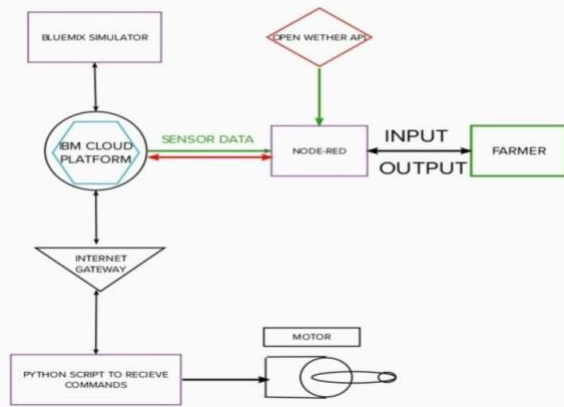 BLUEMIX SIMULATOR
OPEN WETHER API
IBM CLOUD
PLATFORM
SENSOR DATA
NODE-RED
INPUT
OUTPUT
FARMER
INTERNET
GATEWAY
MOTOR
PYTHON SCRIPT TO RECIEVE
COMMANDS